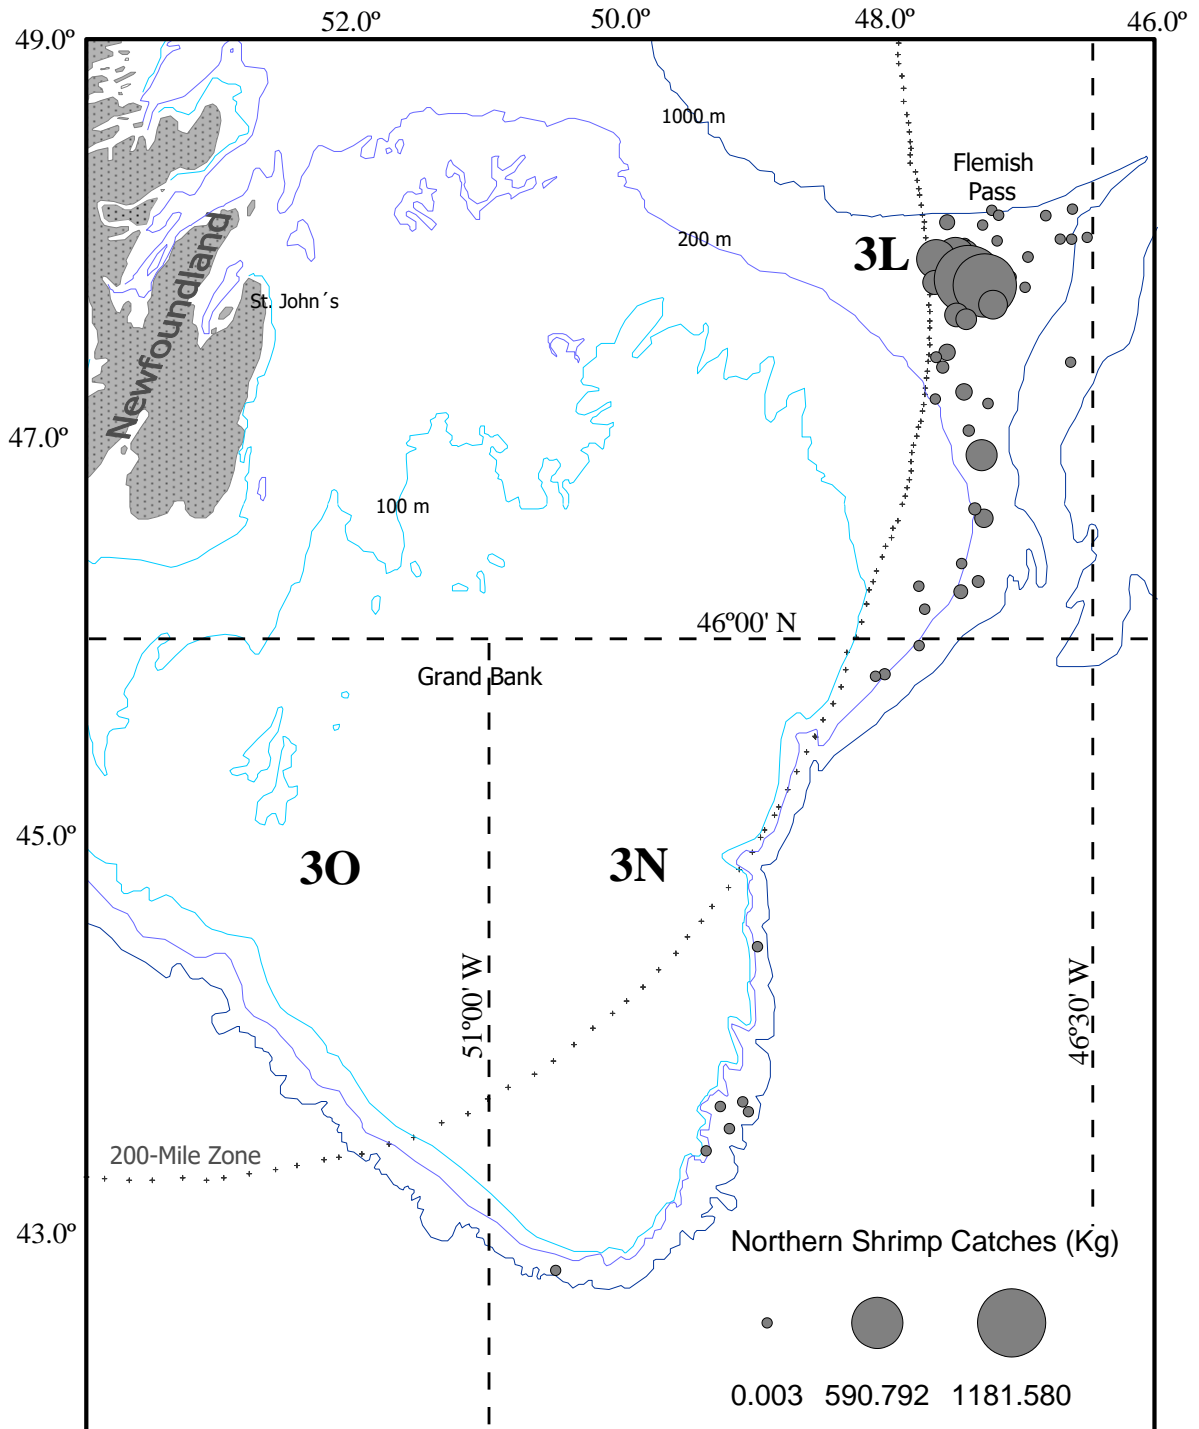 52.0º 50.0º 48.0º 46.0º
49.0º
1000 m
Flemish
Pass
200 m
3L
Newfoundland
St. John´s
47.0º
100 m
46º00' N
Grand Bank
45.0º
3O
3N
51º00' W
46º30' W
200-Mile Zone
43.0º
Northern Shrimp Catches (Kg)
0.003 590.792 1181.580